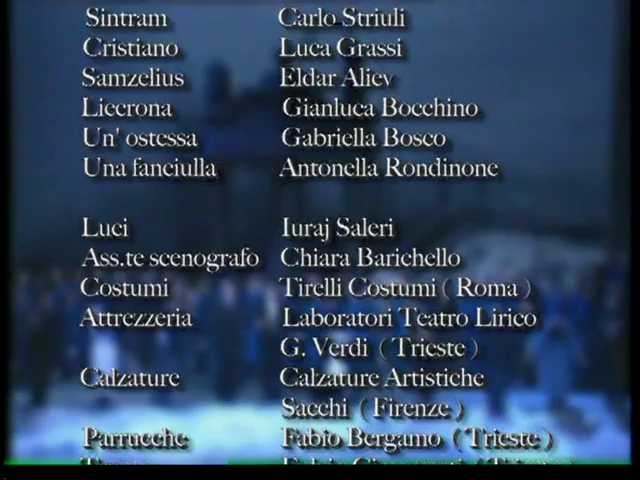 Sintram Carlo Striuli
Cristiano Luca Grassi
Samzelius Eldar Aliev
Liecrona Gianluca Bocchino
Un' ostessa Gabriella Bosco
Una fanciulla Antonella Rondinone
Luci Iuraj Saleri
Ass.te scenografo Chiara Barichello
Costumi Tirelli Costumi ( Roma )
Attrezzeria Laboratori Teatro Lirico
G. Verdi ( Trieste )
Calzature Calzature Artistiche
Sacchi ( Firenze )
Parrucche Fabio Bergamo ( Trieste )